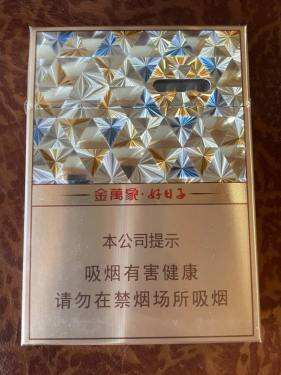 金萬象·好日子
本公司提示
吸烟有害健康
请勿在禁烟场所吸烟